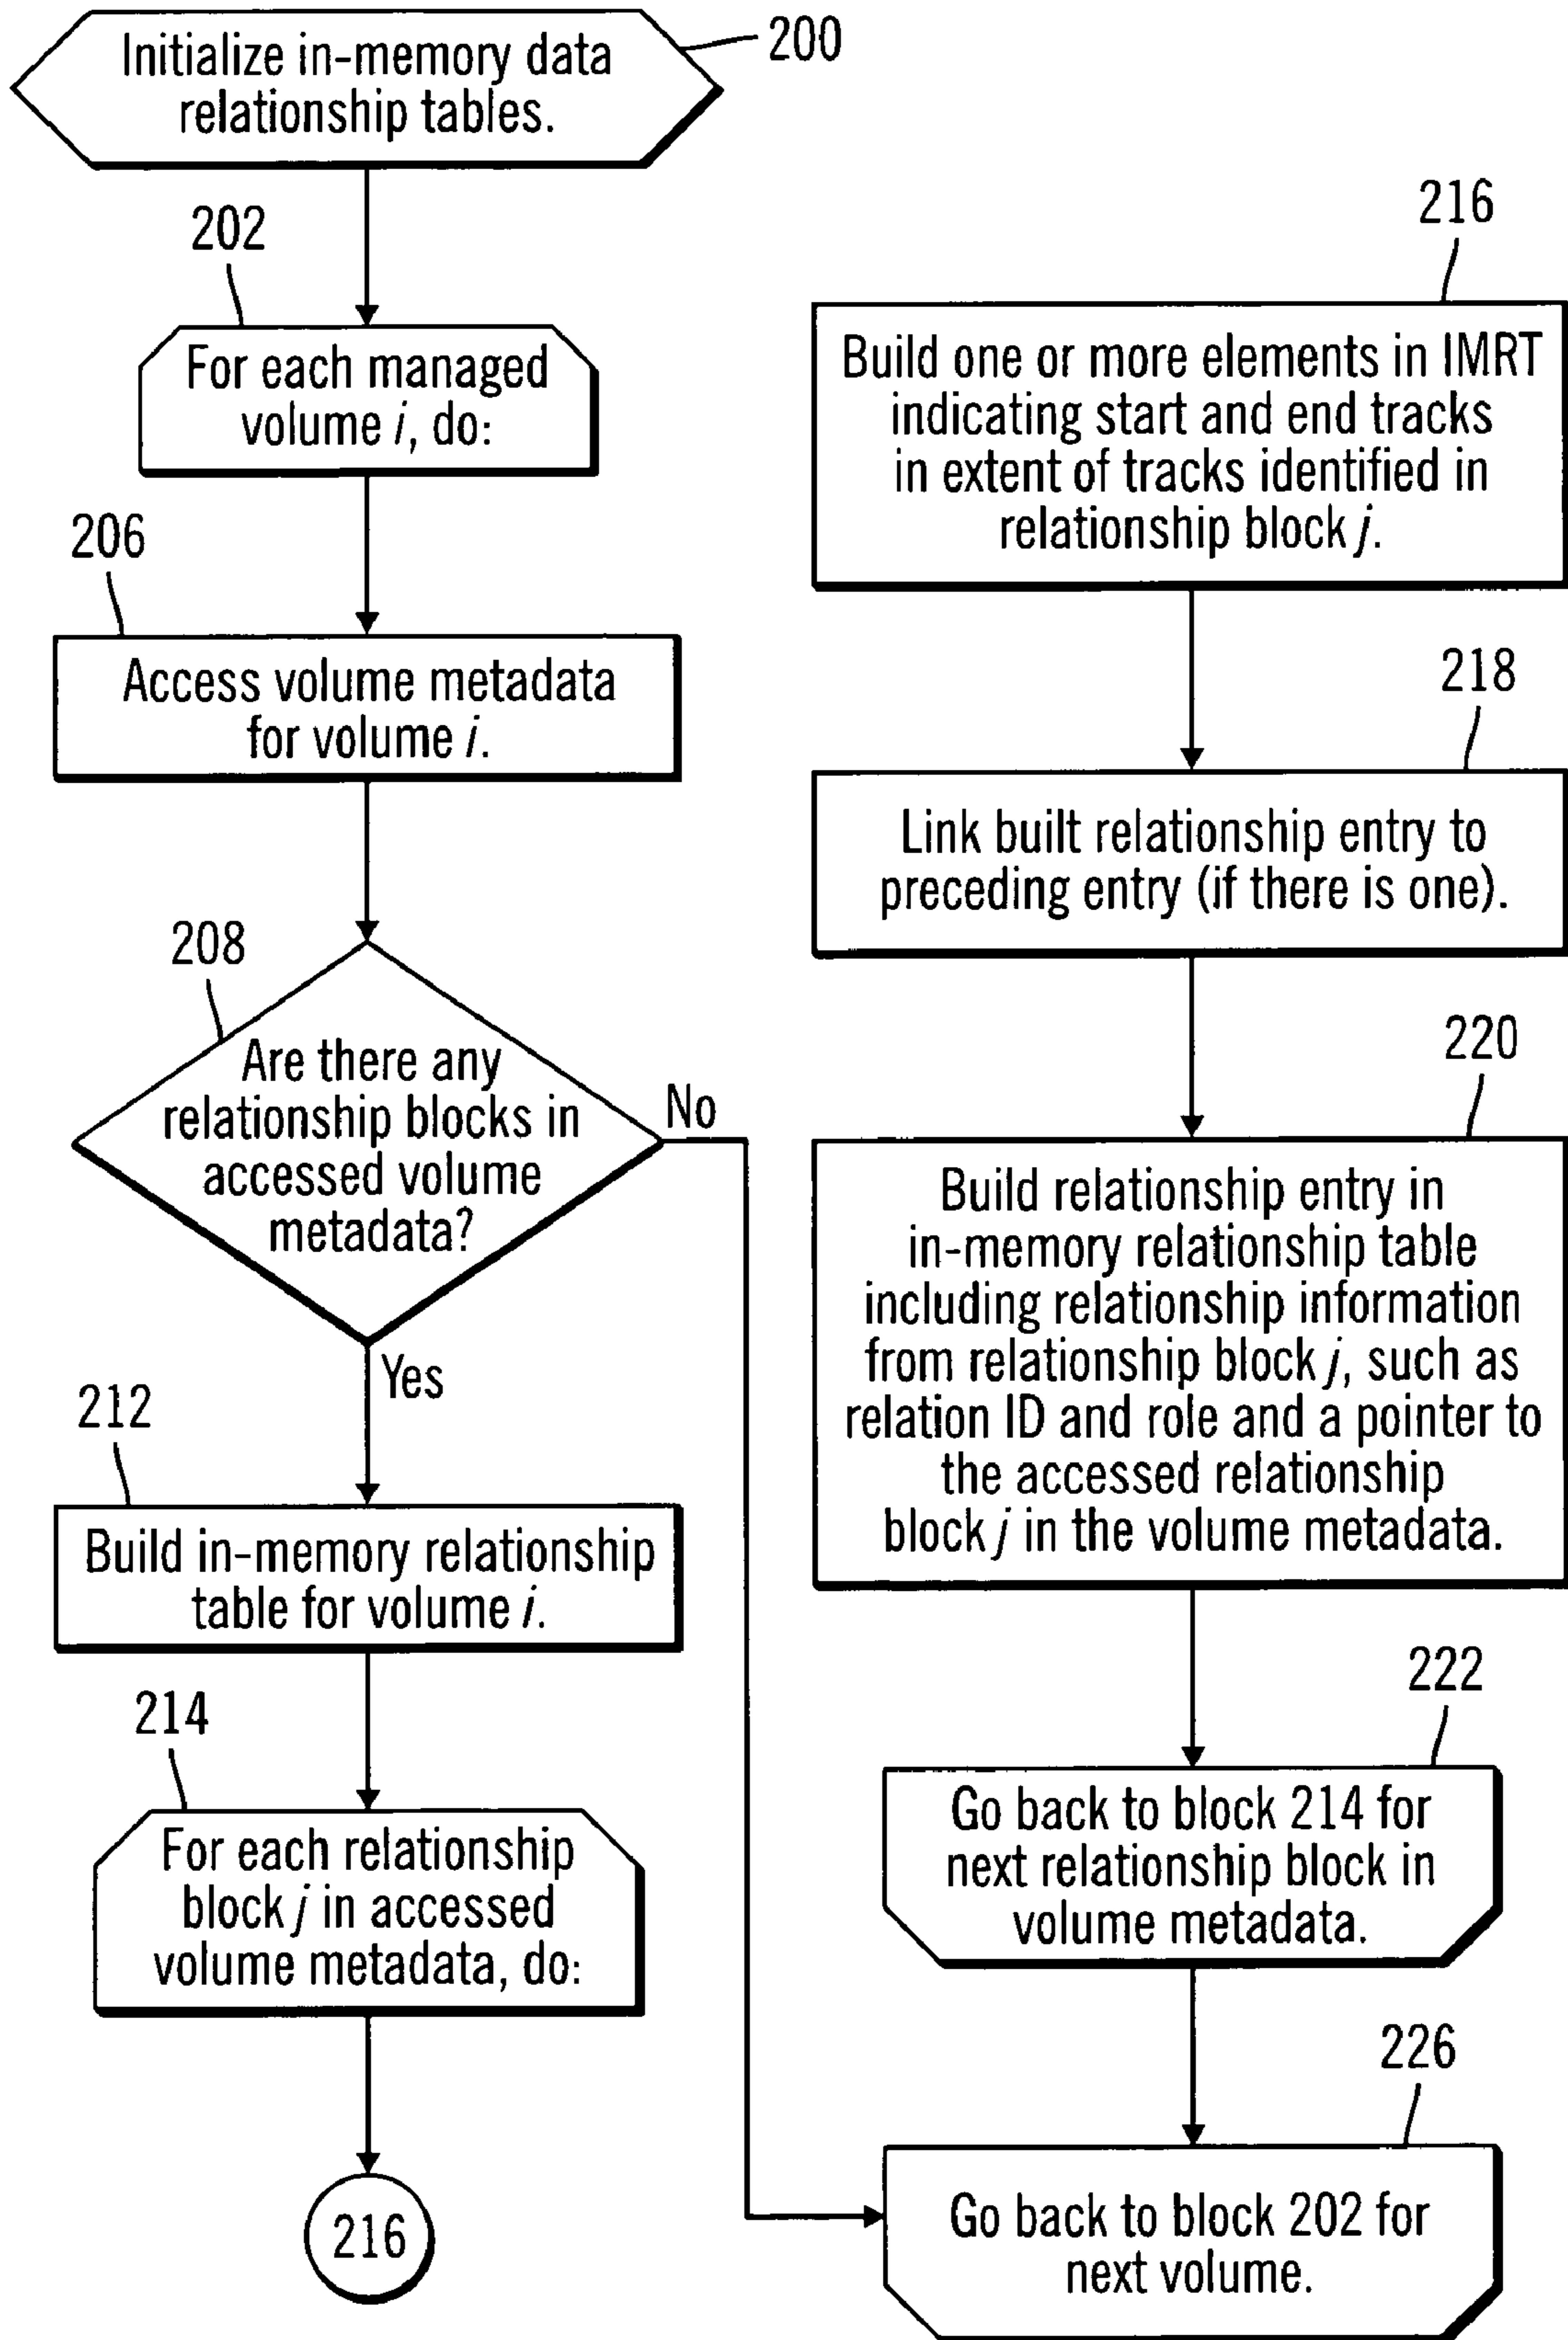 Initialize in-memory data
relationship tables.
200
202
For each managed
volume i, do:
206
Access volume metadata
for volume i.
208
Are there any
relationship blocks in
accessed volume
metadata?
No
Yes
212
Build in-memory relationship
table for volume i.
214
For each relationship
block j in accessed
volume metadata, do:
216
216
Build one or more elements in IMRT
indicating start and end tracks
in extent of tracks identified in
relationship block j.
218
Link built relationship entry to
preceding entry (if there is one).
220
Build relationship entry in
in-memory relationship table
including relationship information
from relationship block j, such as
relation ID and role and a pointer to
the accessed relationship
block j in the volume metadata.
222
Go back to block 214 for
next relationship block in
volume metadata.
226
Go back to block 202 for
next volume.